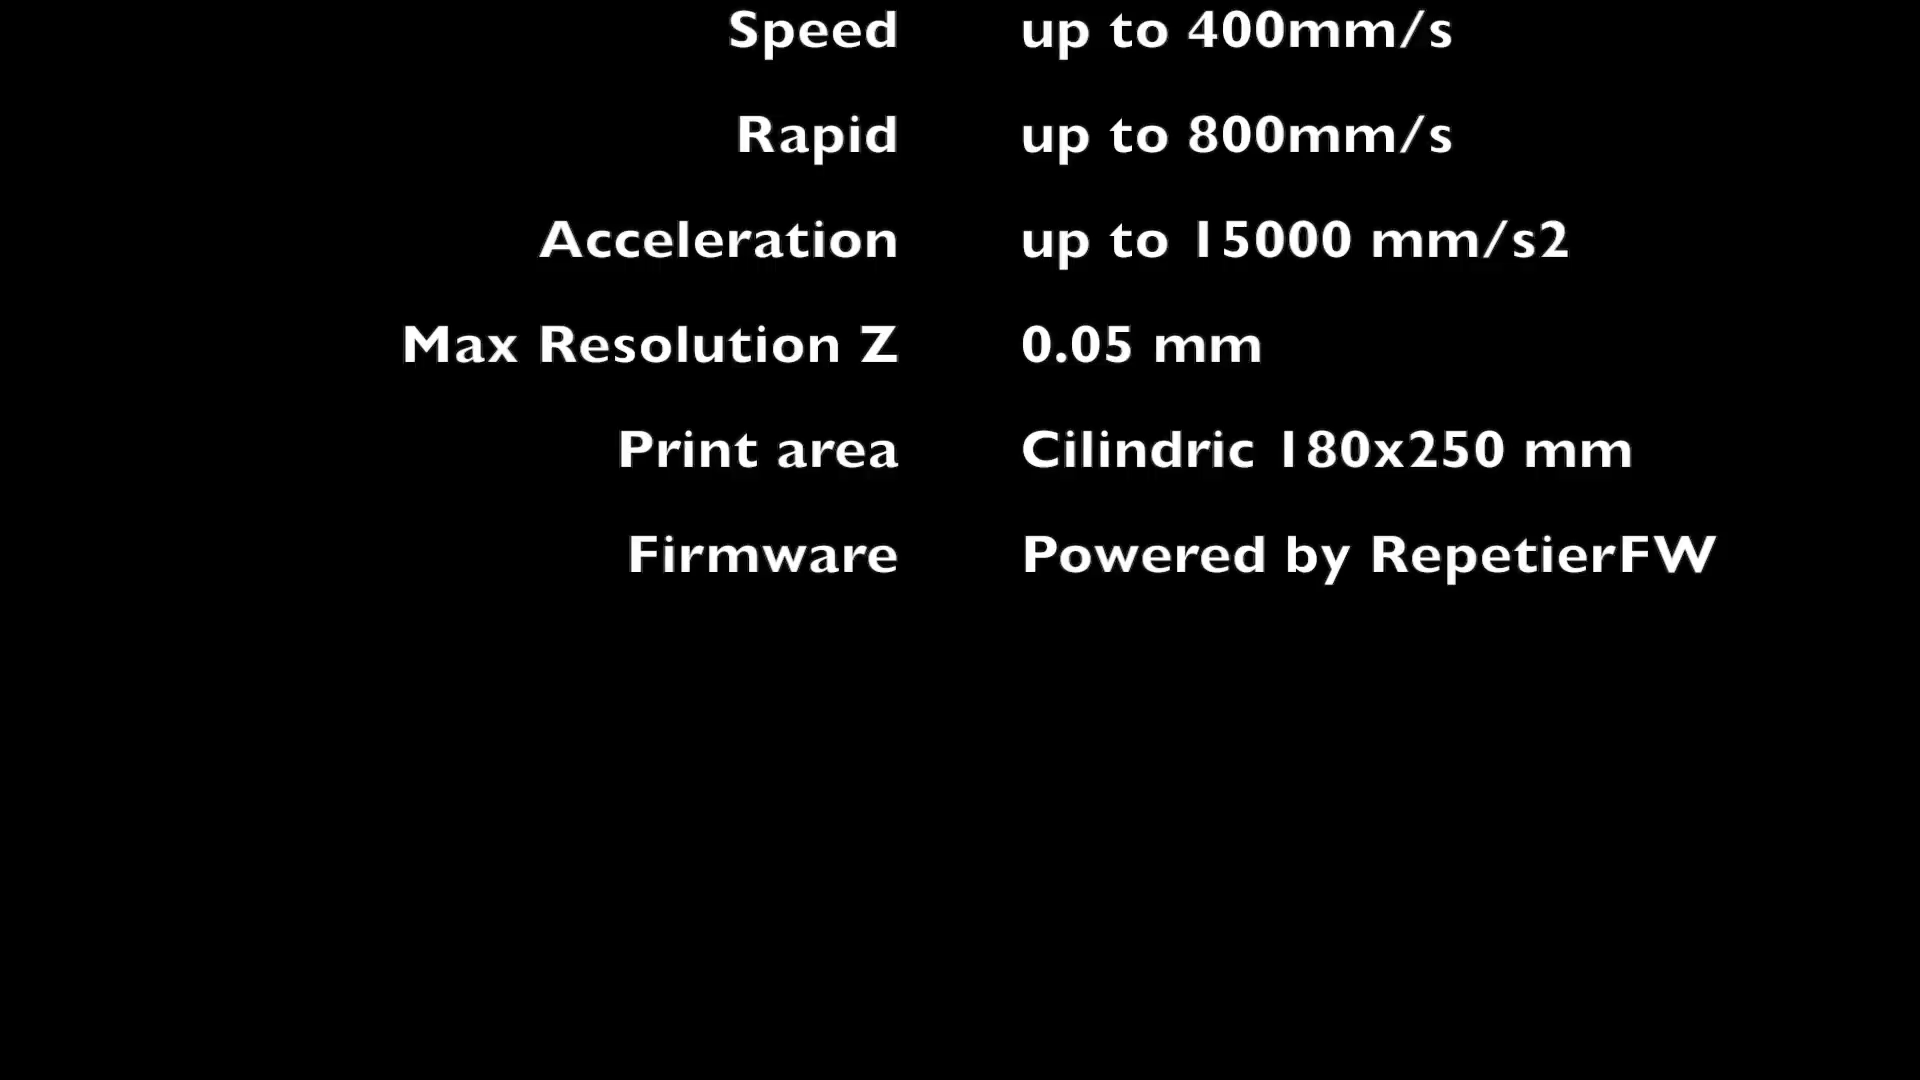 Speed up to 400mm/s
Rapid up to 800mm/s
Acceleration up to 15000 mm/s2
Max Resolution Z 0.05 mm
Print area Cilindric 180x250 mm
Firmware Powered by RepetierFW